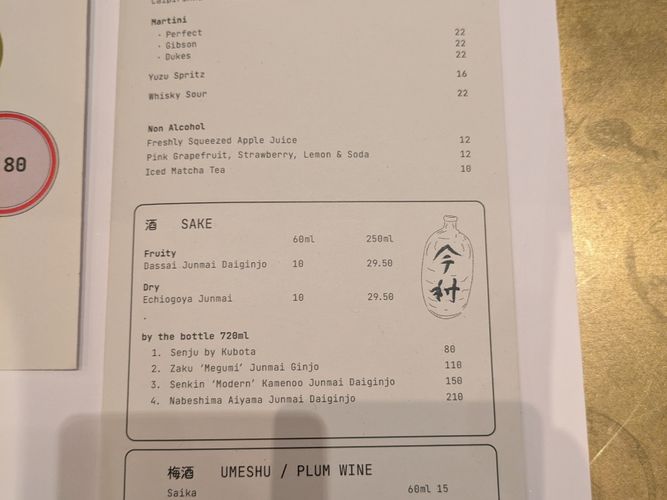 Martini
· Perfect 22
· Gibson 22
· Dukes 22
Yuzu Spritz 16
Whisky Sour 22
Non Alcohol
Freshly Squeezed Apple Juice 12
Pink Grapefruit, Strawberry, Lemon & Soda 12
Iced Matcha Tea 10
80
酒 SAKE
60ml 250ml
Fruity
Dassai Junmai Daiginjo 10 29.50
Dry
Echiogoya Junmai 10 29.50
-
今村
by the bottle 720ml
1. Senju by Kubota 80
2. Zaku ‘Megumi’ Junmai Ginjo 110
3. Senkin ‘Modern’ Kamenoo Junmai Daiginjo 150
4. Nabeshima Aiyama Junmai Daiginjo 210
梅酒 UMESHU / PLUM WINE
Saika 60ml 15